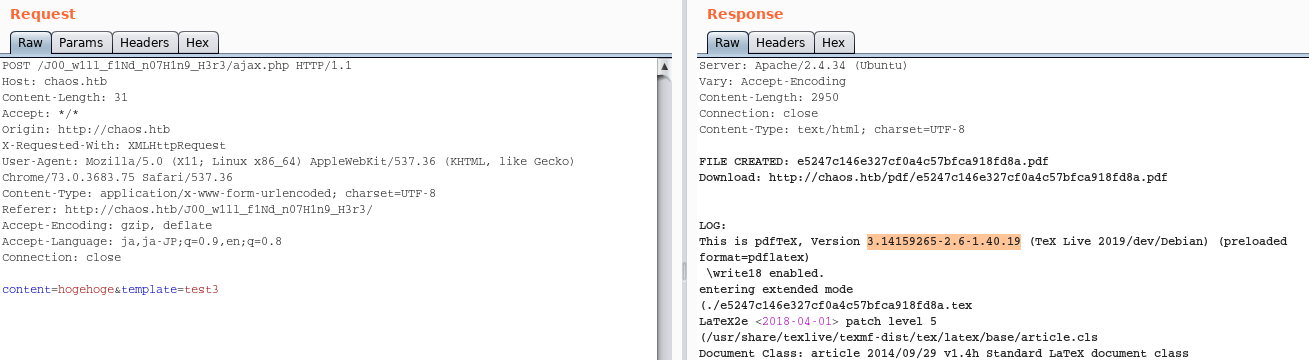 Request
Raw Params Headers Hex
POST /J00_w1ll_f1Nd_n07H1n9_H3r3/ajax.php HTTP/1.1
Host: chaos.htb
Content-Length: 31
Accept: */*
Origin: http://chaos.htb
X-Requested-With: XMLHttpRequest
User-Agent: Mozilla/5.0 (X11; Linux x86_64) AppleWebKit/537.36 (KHTML, like Gecko)
Chrome/73.0.3683.75 Safari/537.36
Content-Type: application/x-www-form-urlencoded; charset=UTF-8
Referer: http://chaos.htb/J00_w1ll_f1Nd_n07H1n9_H3r3/
Accept-Encoding: gzip, deflate
Accept-Language: ja,ja-JP;q=0.9,en;q=0.8
Connection: close
content=hogehoge&template=test3
Response
Raw Headers Hex
Server: Apache/2.4.34 (Ubuntu)
Vary: Accept-Encoding
Content-Length: 2950
Connection: close
Content-Type: text/html; charset=UTF-8
FILE CREATED: e5247c146e327cf0a4c57bfca918fd8a.pdf
Download: http://chaos.htb/pdf/e5247c146e327cf0a4c57bfca918fd8a.pdf
LOG:
This is pdfTeX, Version 3.14159265-2.6-1.40.19 (TeX Live 2019/dev/Debian) (preloaded
format=pdflatex)
\write18 enabled.
entering extended mode
(./e5247c146e327cf0a4c57bfca918fd8a.tex
LaTeX2e <2018-04-01> patch level 5
(/usr/share/texlive/texmf-dist/tex/latex/base/article.cls
Document Class: article 2014/09/29 v1.4h Standard LaTeX document class